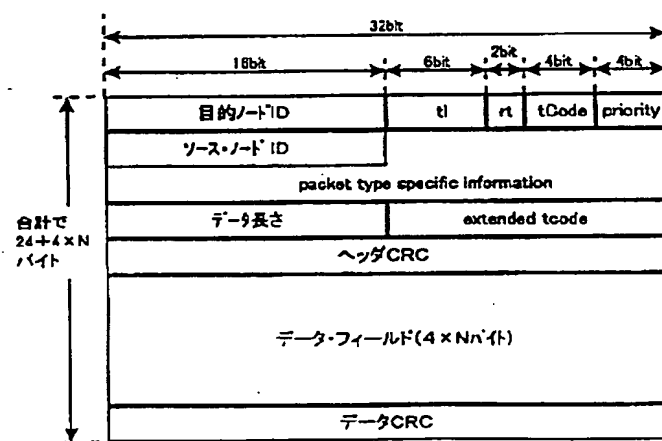 32bit
16bit 6bit 2bit 4bit 4bit
目的ノードID tl rt tCode priority
ソース・ノードID
packet type specific information
データ長さ extended tcode
ヘッダCRC
合計で
24+4×N
バイト
データ・フィールド(4×Nバイト)
データCRC